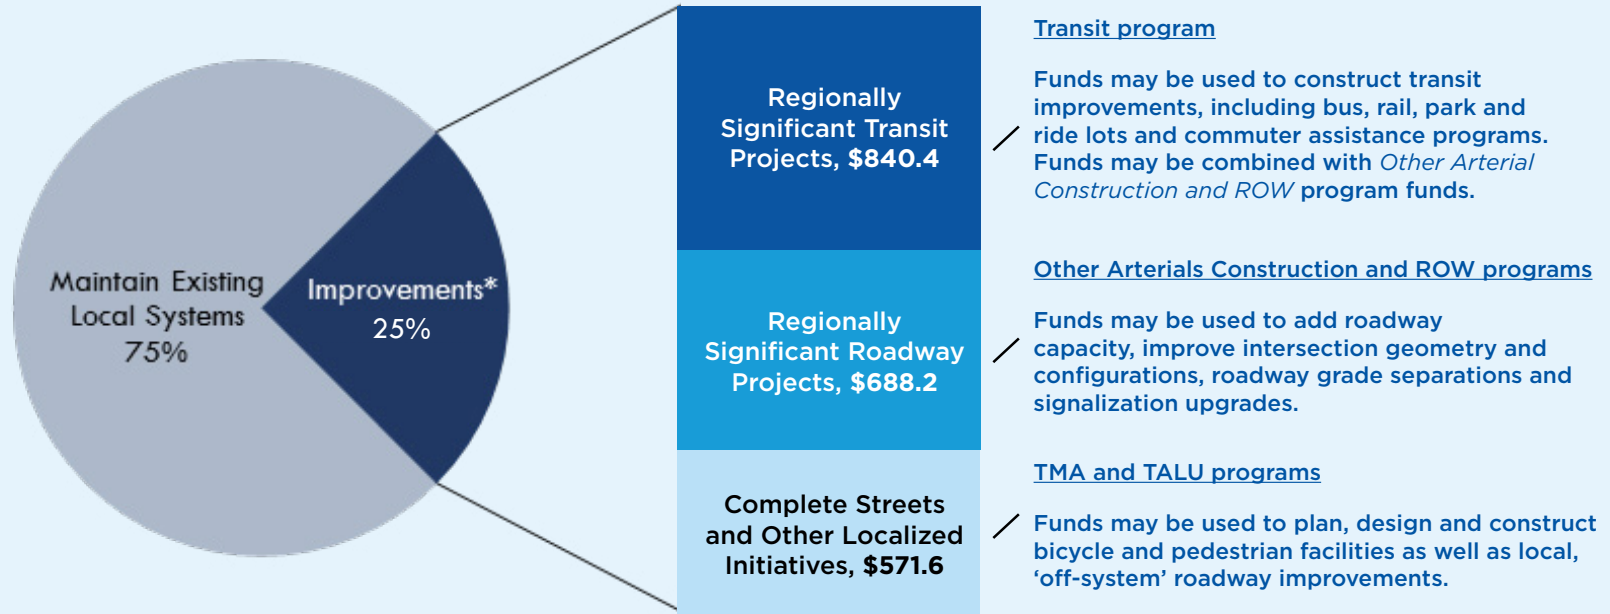 Maintain Existing
Local Systems
75%
Improvements*
25%
Regionally
Significant Transit
Projects, $840.4
Regionally
Significant Roadway
Projects, $688.2
Complete Streets
and Other Localized
Initiatives, $571.6
Transit program
Funds may be used to construct transit
improvements, including bus, rail, park and
ride lots and commuter assistance programs.
Funds may be combined with Other Arterial
Construction and ROW program funds.
Other Arterials Construction and ROW programs
Funds may be used to add roadway
capacity, improve intersection geometry and
configurations, roadway grade separations and
signalization upgrades.
TMA and TALU programs
Funds may be used to plan, design and construct
bicycle and pedestrian facilities as well as local,
‘off-system’ roadway improvements.